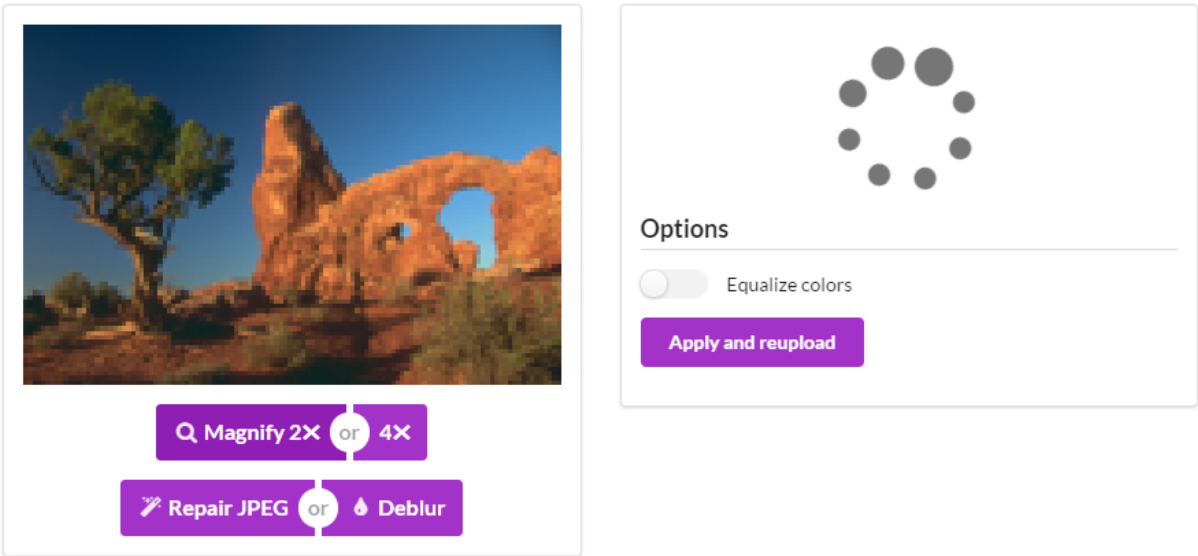 Magnify 2× or 4×
Repair JPEG or Deblur
Options
Equalize colors
Apply and reupload